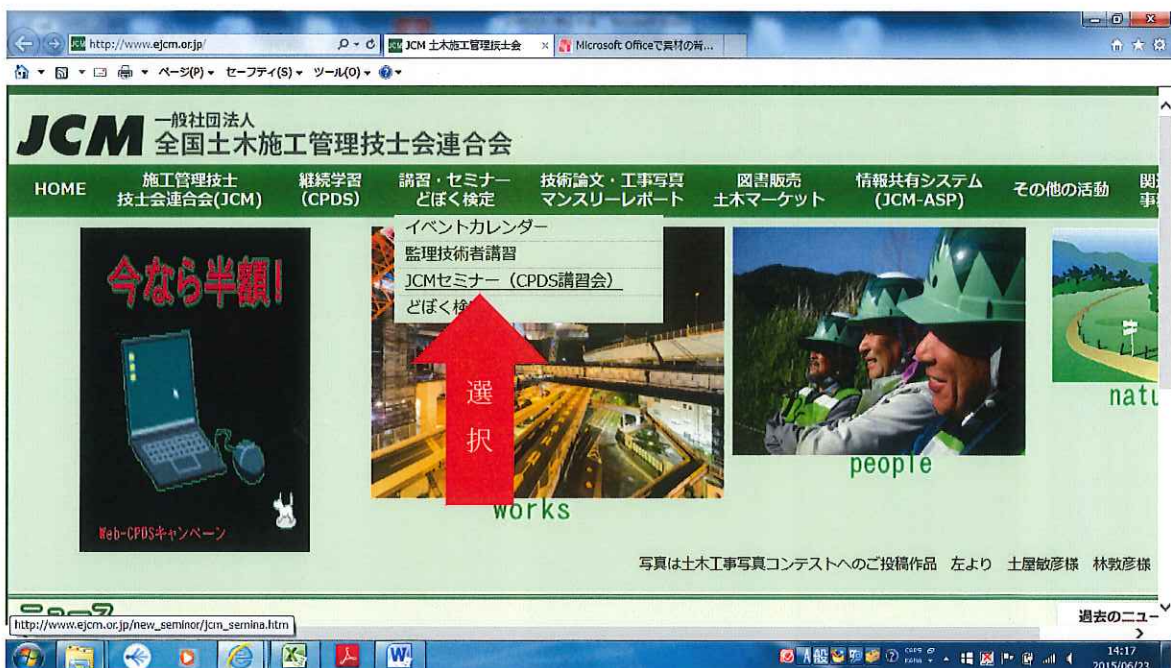 http://www.ejcm.or.jp/
JCM 土木施工管理技士会
Microsoft Officeで素材の背...
ページ(P)
セーフティ(S)
ツール(O)
JCM 一般社団法人
全国土木施工管理技士会連合会
HOME
施工管理技士
技士会連合会(JCM)
継続学習
(CPDS)
講習・セミナー
どぼく検定
技術論文・工事写真
マンスリーレポート
図書販売
土木マーケット
情報共有システム
(JCM-ASP)
その他の活動
イベントカレンダー
監理技術者講習
JCMセミナー（CPDS講習会）
どぼく検
選択
今なら半額!
Web-CPDSキャンペーン
works
people
natu
写真は土木工事写真コンテストへのご投稿作品 左より 土屋敏彦様 林敦彦様
ニュース
過去のニュー
http://www.ejcm.or.jp/new_seminor/jcm_semina.htm
A 般
14:17
2015/06/23